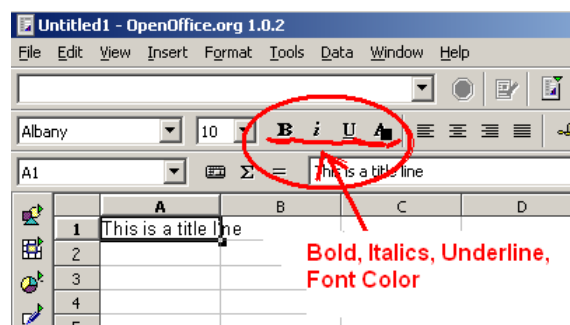 Untitled1 - OpenOffice.org 1.0.2
File Edit View Insert Format Tools Data Window Help
Albany 10 B i U A
A1 Σ = This is a title line
A B C D
1 This is a title line
2
3
4
5
Bold, Italics, Underline,
Font Color